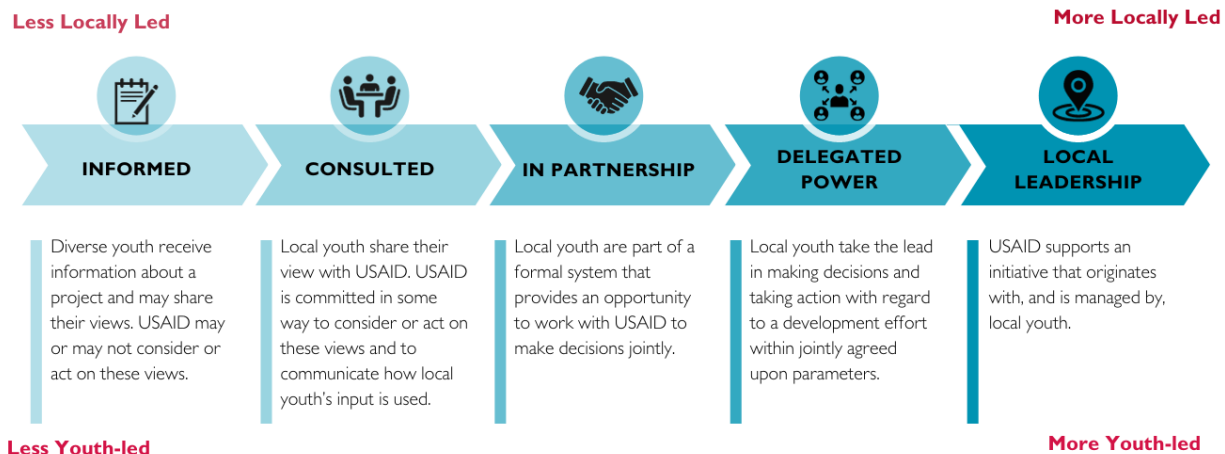 Less Locally Led
More Locally Led
INFORMED
CONSULTED
IN PARTNERSHIP
DELEGATED
POWER
LOCAL
LEADERSHIP
Diverse youth receive
information about a
project and may share
their views. USAID may
or may not consider or
act on these views.
Local youth share their
view with USAID. USAID
is committed in some
way to consider or act on
these views and to
communicate how local
youth's input is used.
Local youth are part of a
formal system that
provides an opportunity
to work with USAID to
make decisions jointly.
Local youth take the lead
in making decisions and
taking action with regard
to a development effort
within jointly agreed
upon parameters.
USAID supports an
initiative that originates
with, and is managed by,
local youth.
Less Youth-led
More Youth-led